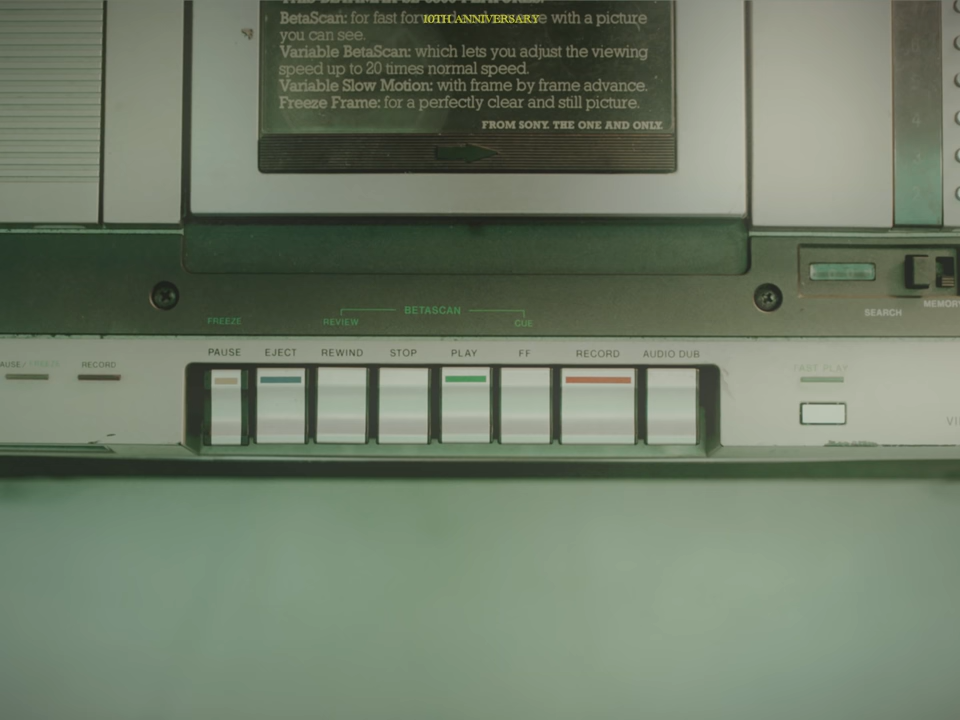 10TH ANNIVERSARY
BetaScan: for fast with a picture
you can see.
Variable BetaScan: which lets you adjust the viewing
speed up to 20 times normal speed.
Variable Slow Motion: with frame by frame advance.
Freeze Frame: for a perfectly clear and still picture.
FROM SONY. THE ONE AND ONLY.
4
SEARCH
MEMORY
BETASCAN
FREEZE
REVIEW
CUE
PAUSE
EJECT
REWIND
STOP
PLAY
FF
RECORD
AUDIO DUB
RECORD
FAST PLAY